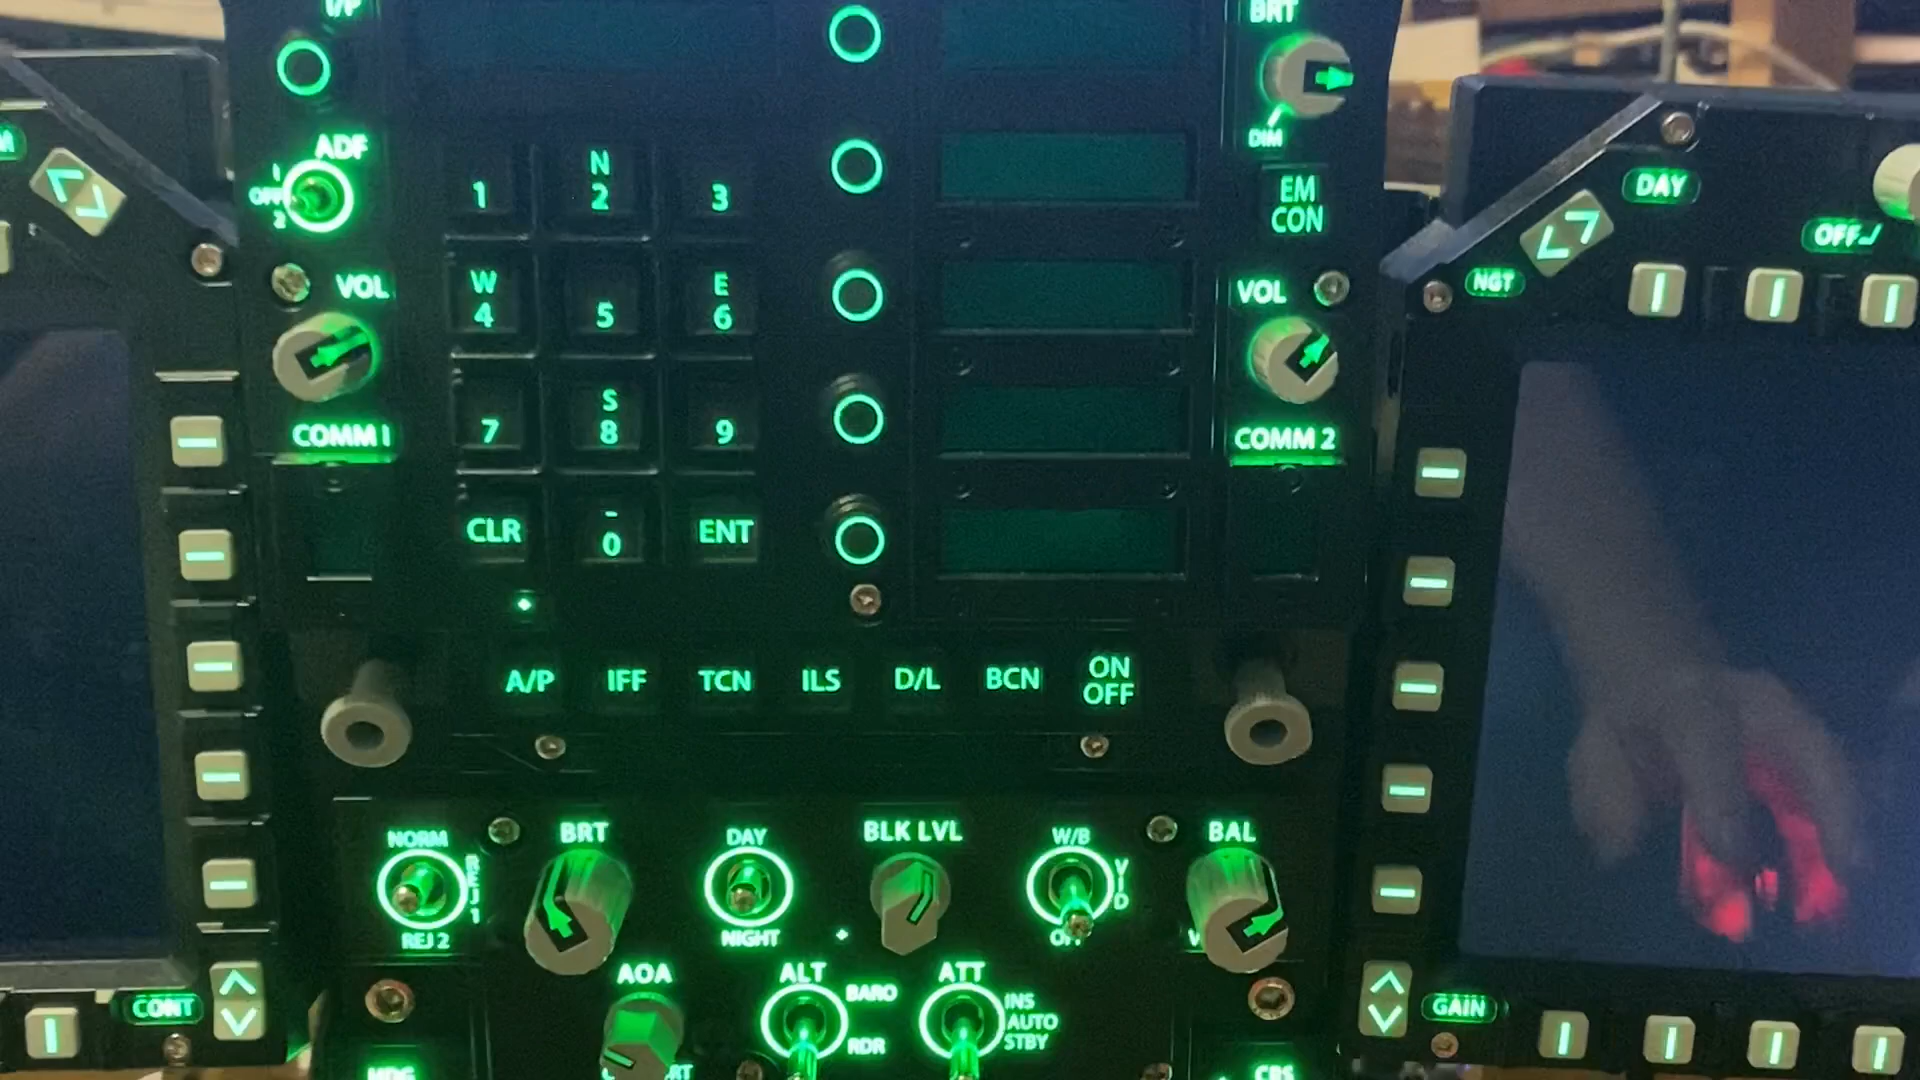 I/P
BRT
ADF
1
OFF
2
DIM
1
N
2
3
EM
CON
DAY
OFF
NGT
VOL
W
4
5
E
6
VOL
COMM 1
7
S
8
9
COMM 2
CLR
-
0
ENT
A/P
IFF
TCN
ILS
D/L
BCN
ON
OFF
NORM
REJ 1
REJ 2
BRT
DAY
NIGHT
BLK LVL
W/B
VID
BAL
CONT
AOA
ALT
BARO
RDR
ATT
INS
AUTO
STBY
GAIN